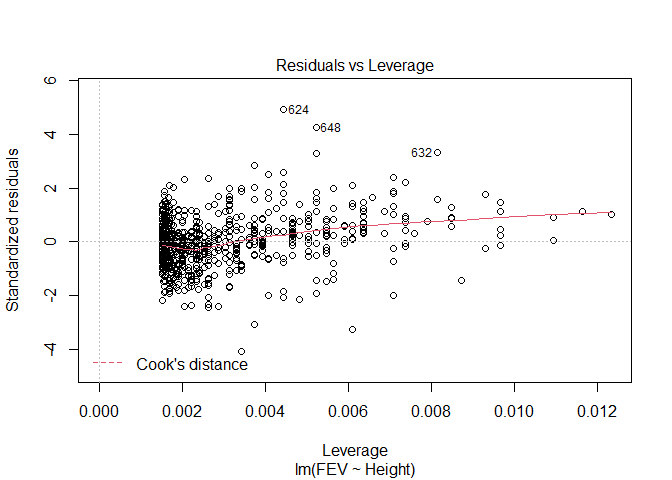 Residuals vs Leverage
Standardized residuals
6
4
2
0
-2
-4
624
648
632
Cook's distance
0.000 0.002 0.004 0.006 0.008 0.010 0.012
Leverage
lm(FEV ~ Height)